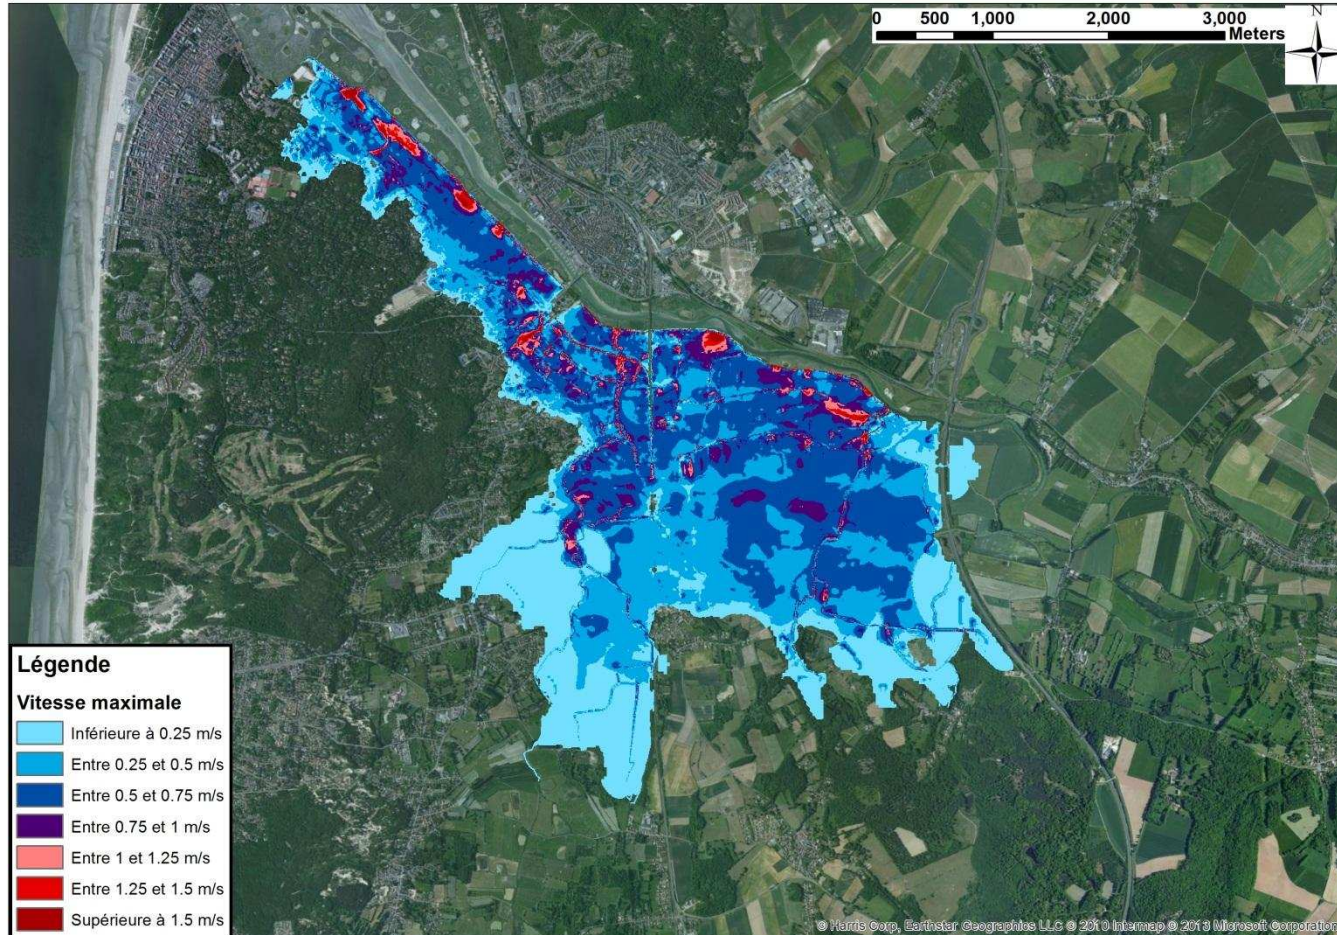 0 500 1,000 2,000 3,000
Meters
N
Légende
Vitesse maximale
Inférieure à 0.25 m/s
Entre 0.25 et 0.5 m/s
Entre 0.5 et 0.75 m/s
Entre 0.75 et 1 m/s
Entre 1 et 1.25 m/s
Entre 1.25 et 1.5 m/s
Supérieure à 1.5 m/s
© Harris Corp, Earthstar Geographics LLC © 2010 Intermap © 2013 Microsoft Corporation